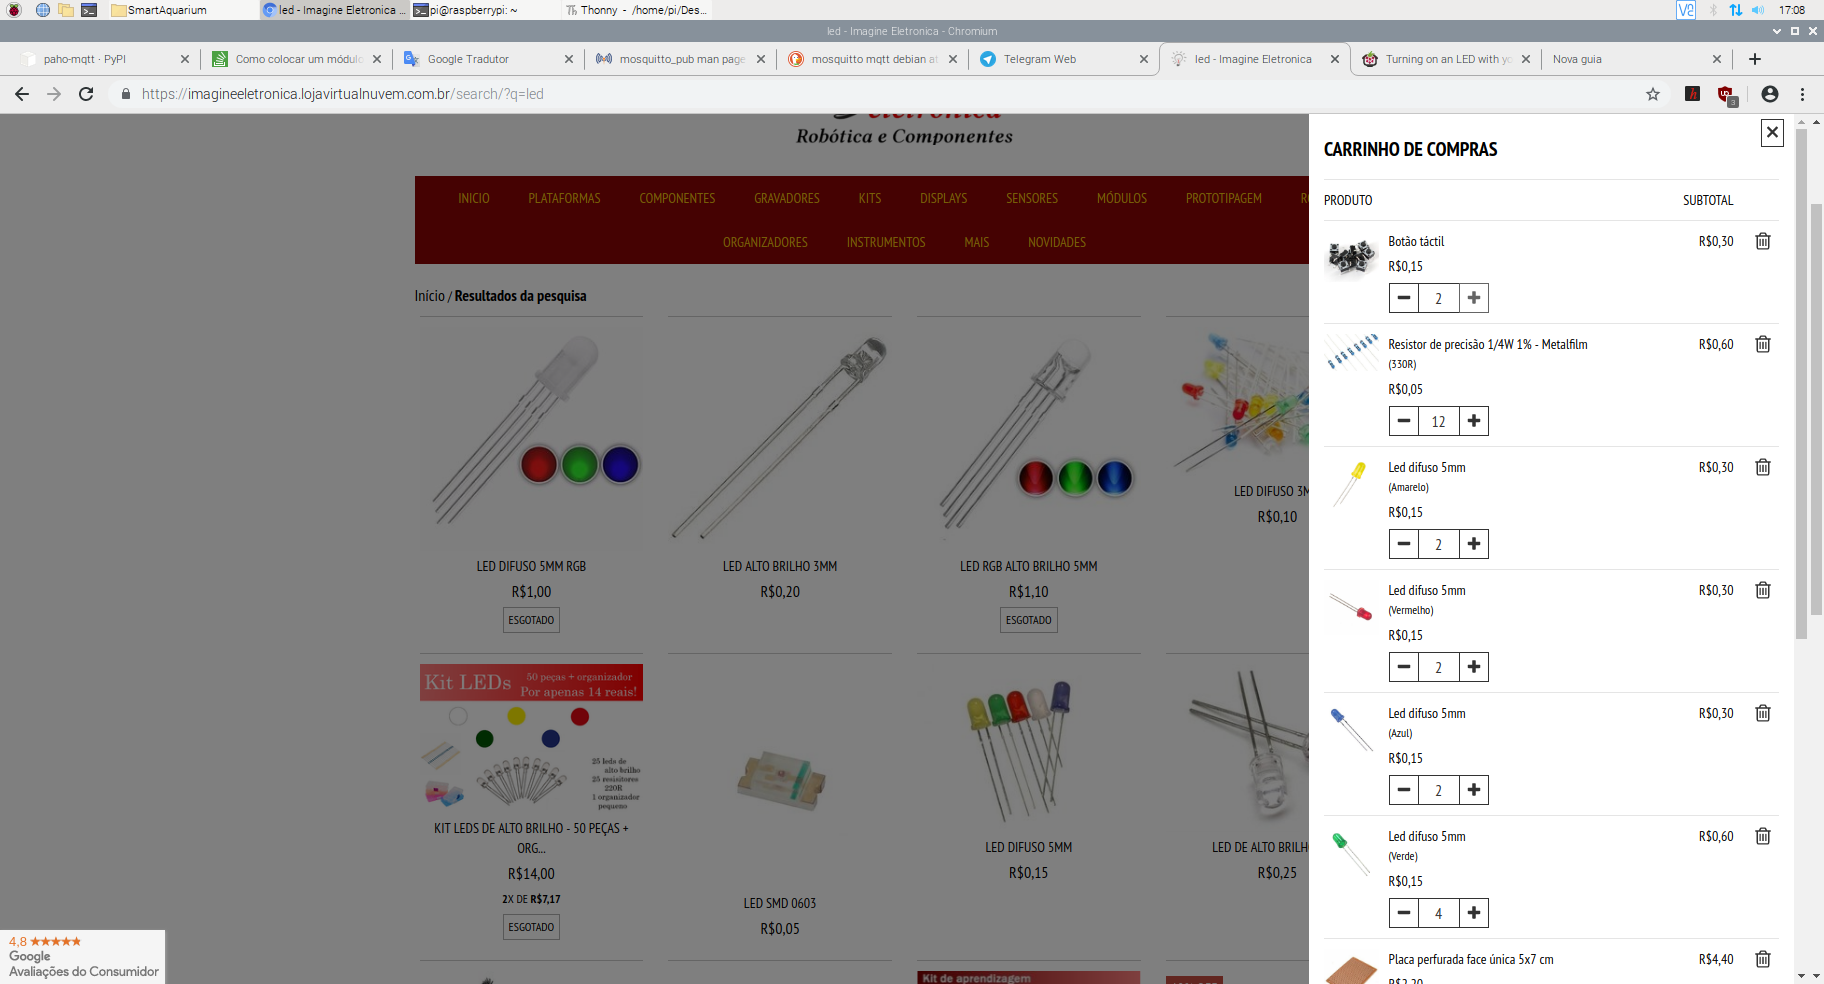 SmartAquarium
led - Imagine Eletronica ...
pi@raspberrypi: ~
Thonny - /home/pi/Des...
17:08
led - Imagine Eletronica - Chromium
paho-mqtt · PyPI
Como colocar um módulo
Google Tradutor
mosquitto_pub man page
mosquitto mqtt debian at
Telegram Web
led - Imagine Eletronica
Turning on an LED with yo
Nova guia
https://imagineeletronica.lojavirtualnuvem.com.br/search/?q=led
3
eletrônica
Robótica e Componentes
INICIO
PLATAFORMAS
COMPONENTES
GRAVADORES
KITS
DISPLAYS
SENSORES
MÓDULOS
PROTOTIPAGEM
ORGANIZADORES
INSTRUMENTOS
MAIS
NOVIDADES
Início / Resultados da pesquisa
LED DIFUSO 5MM RGB
R$1,00
ESGOTADO
LED ALTO BRILHO 3MM
R$0,20
LED RGB ALTO BRILHO 5MM
R$1,10
ESGOTADO
LED DIFUSO 3M
R$0,10
Kit LEDs
50 peças + organizador
Por apenas 14 reais!
25 leds de
alto brilho
25 resistores
220R
1 organizador
pequeno
KIT LEDS DE ALTO BRILHO - 50 PEÇAS +
ORG...
R$14,00
2X DE R$7,17
ESGOTADO
LED SMD 0603
R$0,05
LED DIFUSO 5MM
R$0,15
LED DE ALTO BRILH
R$0,25
Kit de aprendizagem
4,8
Google
Avaliações do Consumidor
CARRINHO DE COMPRAS
PRODUTO
SUBTOTAL
Botão táctil
R$0,30
R$0,15
2
Resistor de precisão 1/4W 1% - Metalfilm
R$0,60
(330R)
R$0,05
12
Led difuso 5mm
R$0,30
(Amarelo)
R$0,15
2
Led difuso 5mm
R$0,30
(Vermelho)
R$0,15
2
Led difuso 5mm
R$0,30
(Azul)
R$0,15
2
Led difuso 5mm
R$0,60
(Verde)
R$0,15
4
Placa perfurada face única 5x7 cm
R$4,40
R$2,20